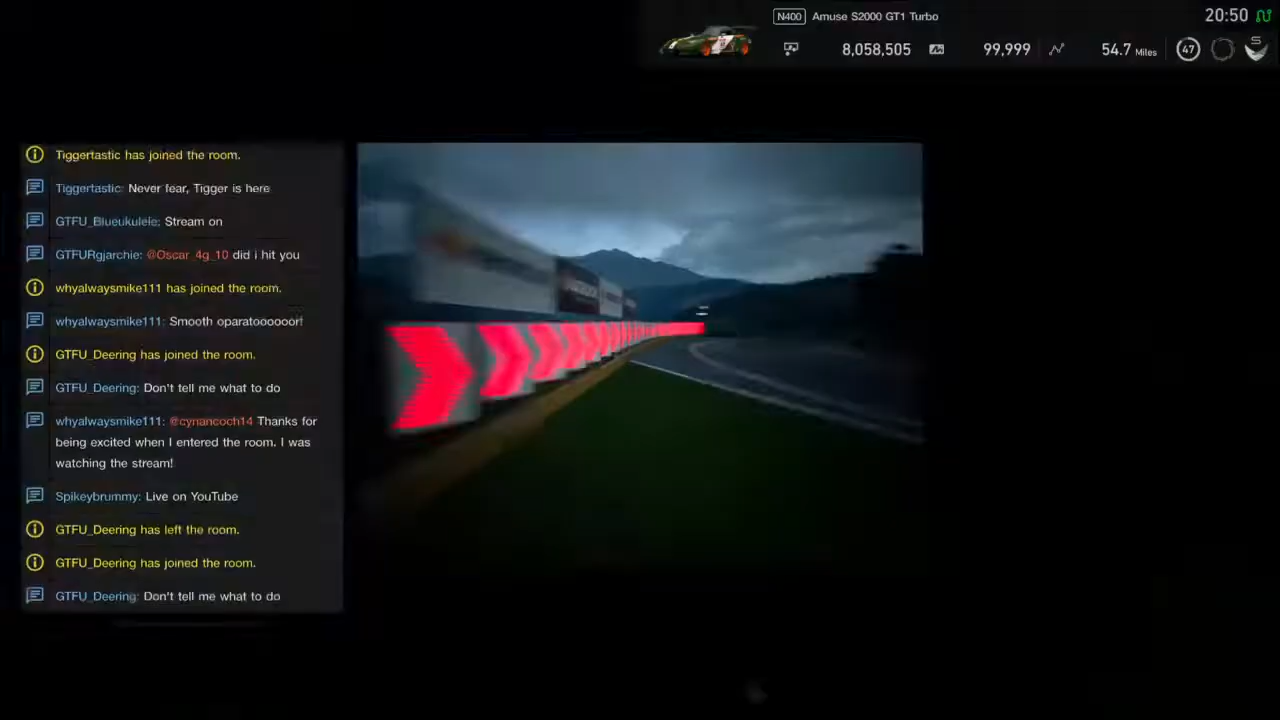 N400 Amuse S2000 GT1 Turbo
20:50
8,058,505
99,999
54.7 Miles
47
S
Tiggertastic has joined the room.
Tiggertastic: Never fear, Tigger is here
GTFU_Blueukulele: Stream on
GTFURgjarchie: @Oscar_4g_10 did i hit you
whyalwaysmike111 has joined the room.
whyalwaysmike111: Smooth oparatoooooor!
GTFU_Deering has joined the room.
GTFU_Deering: Don't tell me what to do
whyalwaysmike111: @cynancoch14 Thanks for
being excited when I entered the room. I was
watching the stream!
Spikeybrummy: Live on YouTube
GTFU_Deering has left the room.
GTFU_Deering has joined the room.
GTFU_Deering: Don't tell me what to do